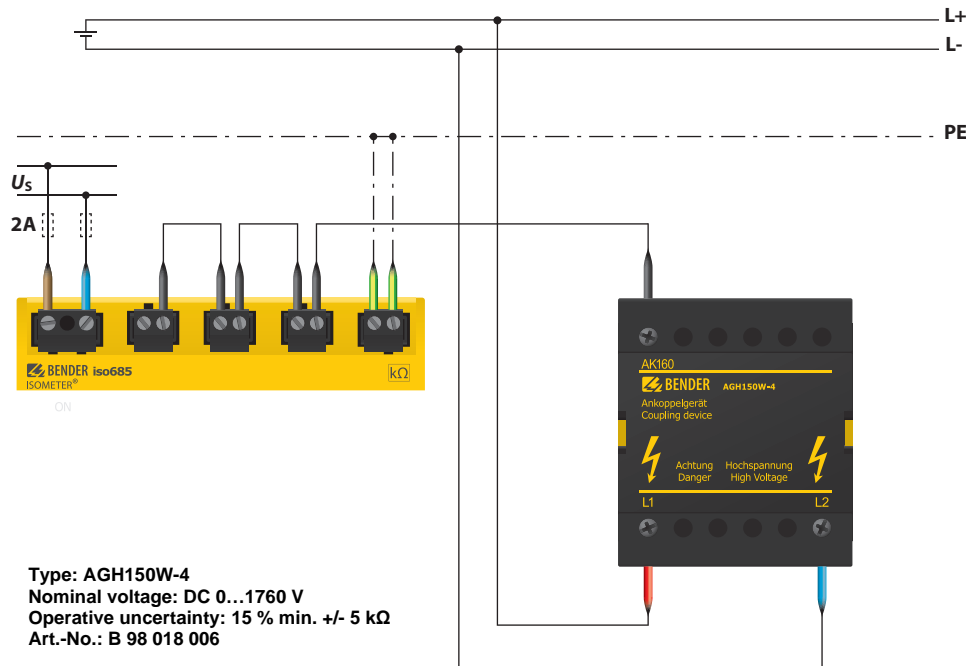 L+
L-
PE
US
2A
BENDER iso685
ISOMETER®
kΩ
ON
AK160
BENDER AGH150W-4
Ankoppelgerät
Coupling device
Achtung Hochspannung
Danger High Voltage
L1 L2
Type: AGH150W-4
Nominal voltage: DC 0…1760 V
Operative uncertainty: 15 % min. +/- 5 kΩ
Art.-No.: B 98 018 006